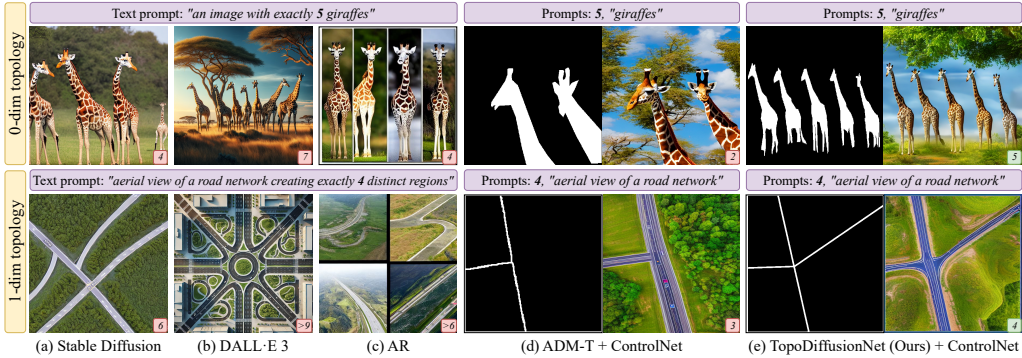 0-dim topology
Text prompt: "an image with exactly 5 giraffes"
Prompts: 5, "giraffes"
Prompts: 5, "giraffes"
4
7
4
2
5
1-dim topology
Text prompt: "aerial view of a road network creating exactly 4 distinct regions"
Prompts: 4, "aerial view of a road network"
Prompts: 4, "aerial view of a road network"
6
>9
>6
3
4
(a) Stable Diffusion
(b) DALL·E 3
(c) AR
(d) ADM-T + ControlNet
(e) TopoDiffusionNet (Ours) + ControlNet